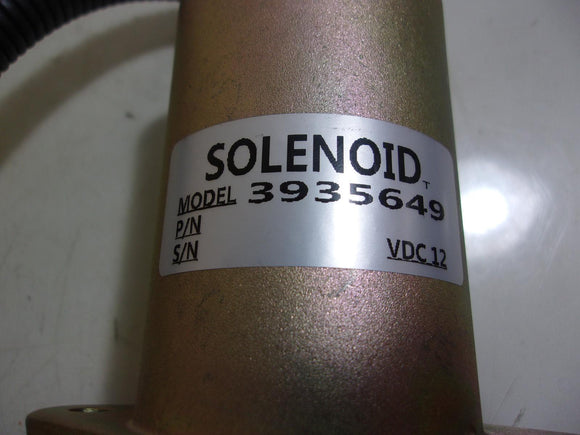 SOLENOID
T
MODEL 3935649
P/N
S/N VDC 12